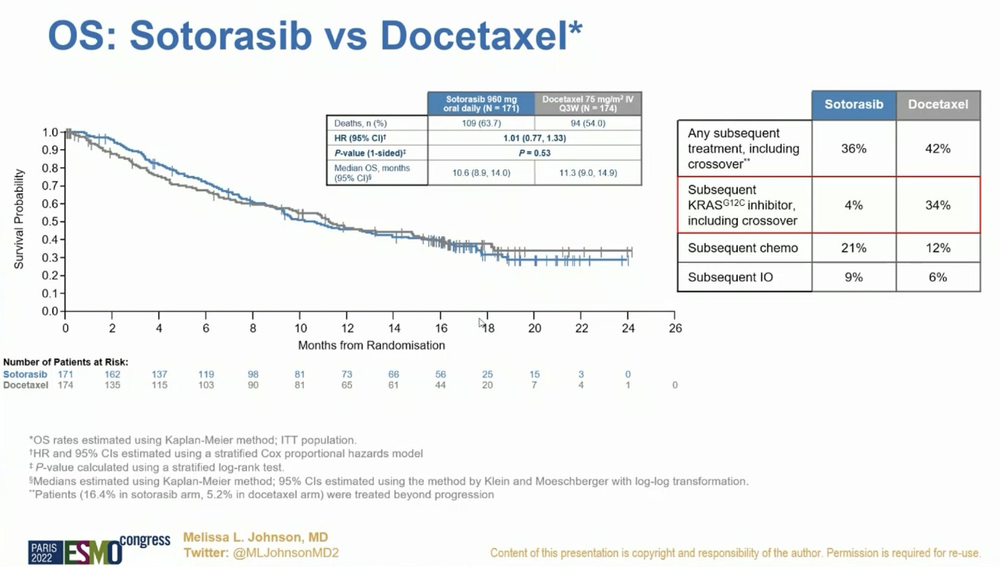 OS: Sotorasib vs Docetaxel*
Sotorasib 960 mg
oral daily (N = 171)
Docetaxel 75 mg/m² IV
Q3W (N = 174)
Deaths, n (%)
109 (63.7)
94 (54.0)
HR (95% CI)†
1.01 (0.77, 1.33)
P-value (1-sided)‡
P = 0.53
Median OS, months
(95% CI)§
10.6 (8.9, 14.0)
11.3 (9.0, 14.9)
Sotorasib
Docetaxel
Any subsequent
treatment, including
crossover**
36%
42%
Subsequent
KRASG12C inhibitor,
including crossover
4%
34%
Subsequent chemo
21%
12%
Subsequent IO
9%
6%
Survival Probability
1.0
0.9
0.8
0.7
0.6
0.5
0.4
0.3
0.2
0.1
0.0
0 2 4 6 8 10 12 14 16 18 20 22 24 26
Months from Randomisation
Number of Patients at Risk:
Sotorasib 171 162 137 119 98 81 73 66 56 25 15 3 0
Docetaxel 174 135 115 103 90 81 65 61 44 20 7 4 1 0
*OS rates estimated using Kaplan-Meier method; ITT population.
†HR and 95% CIs estimated using a stratified Cox proportional hazards model
‡ P-value calculated using a stratified log-rank test.
§Medians estimated using Kaplan-Meier method; 95% CIs estimated using the method by Klein and Moeschberger with log-log transformation.
**Patients (16.4% in sotorasib arm, 5.2% in docetaxel arm) were treated beyond progression
PARIS
2022
ESMO
congress
Melissa L. Johnson, MD
Twitter: @MLJohnsonMD2
Content of this presentation is copyright and responsibility of the author. Permission is required for re-use.